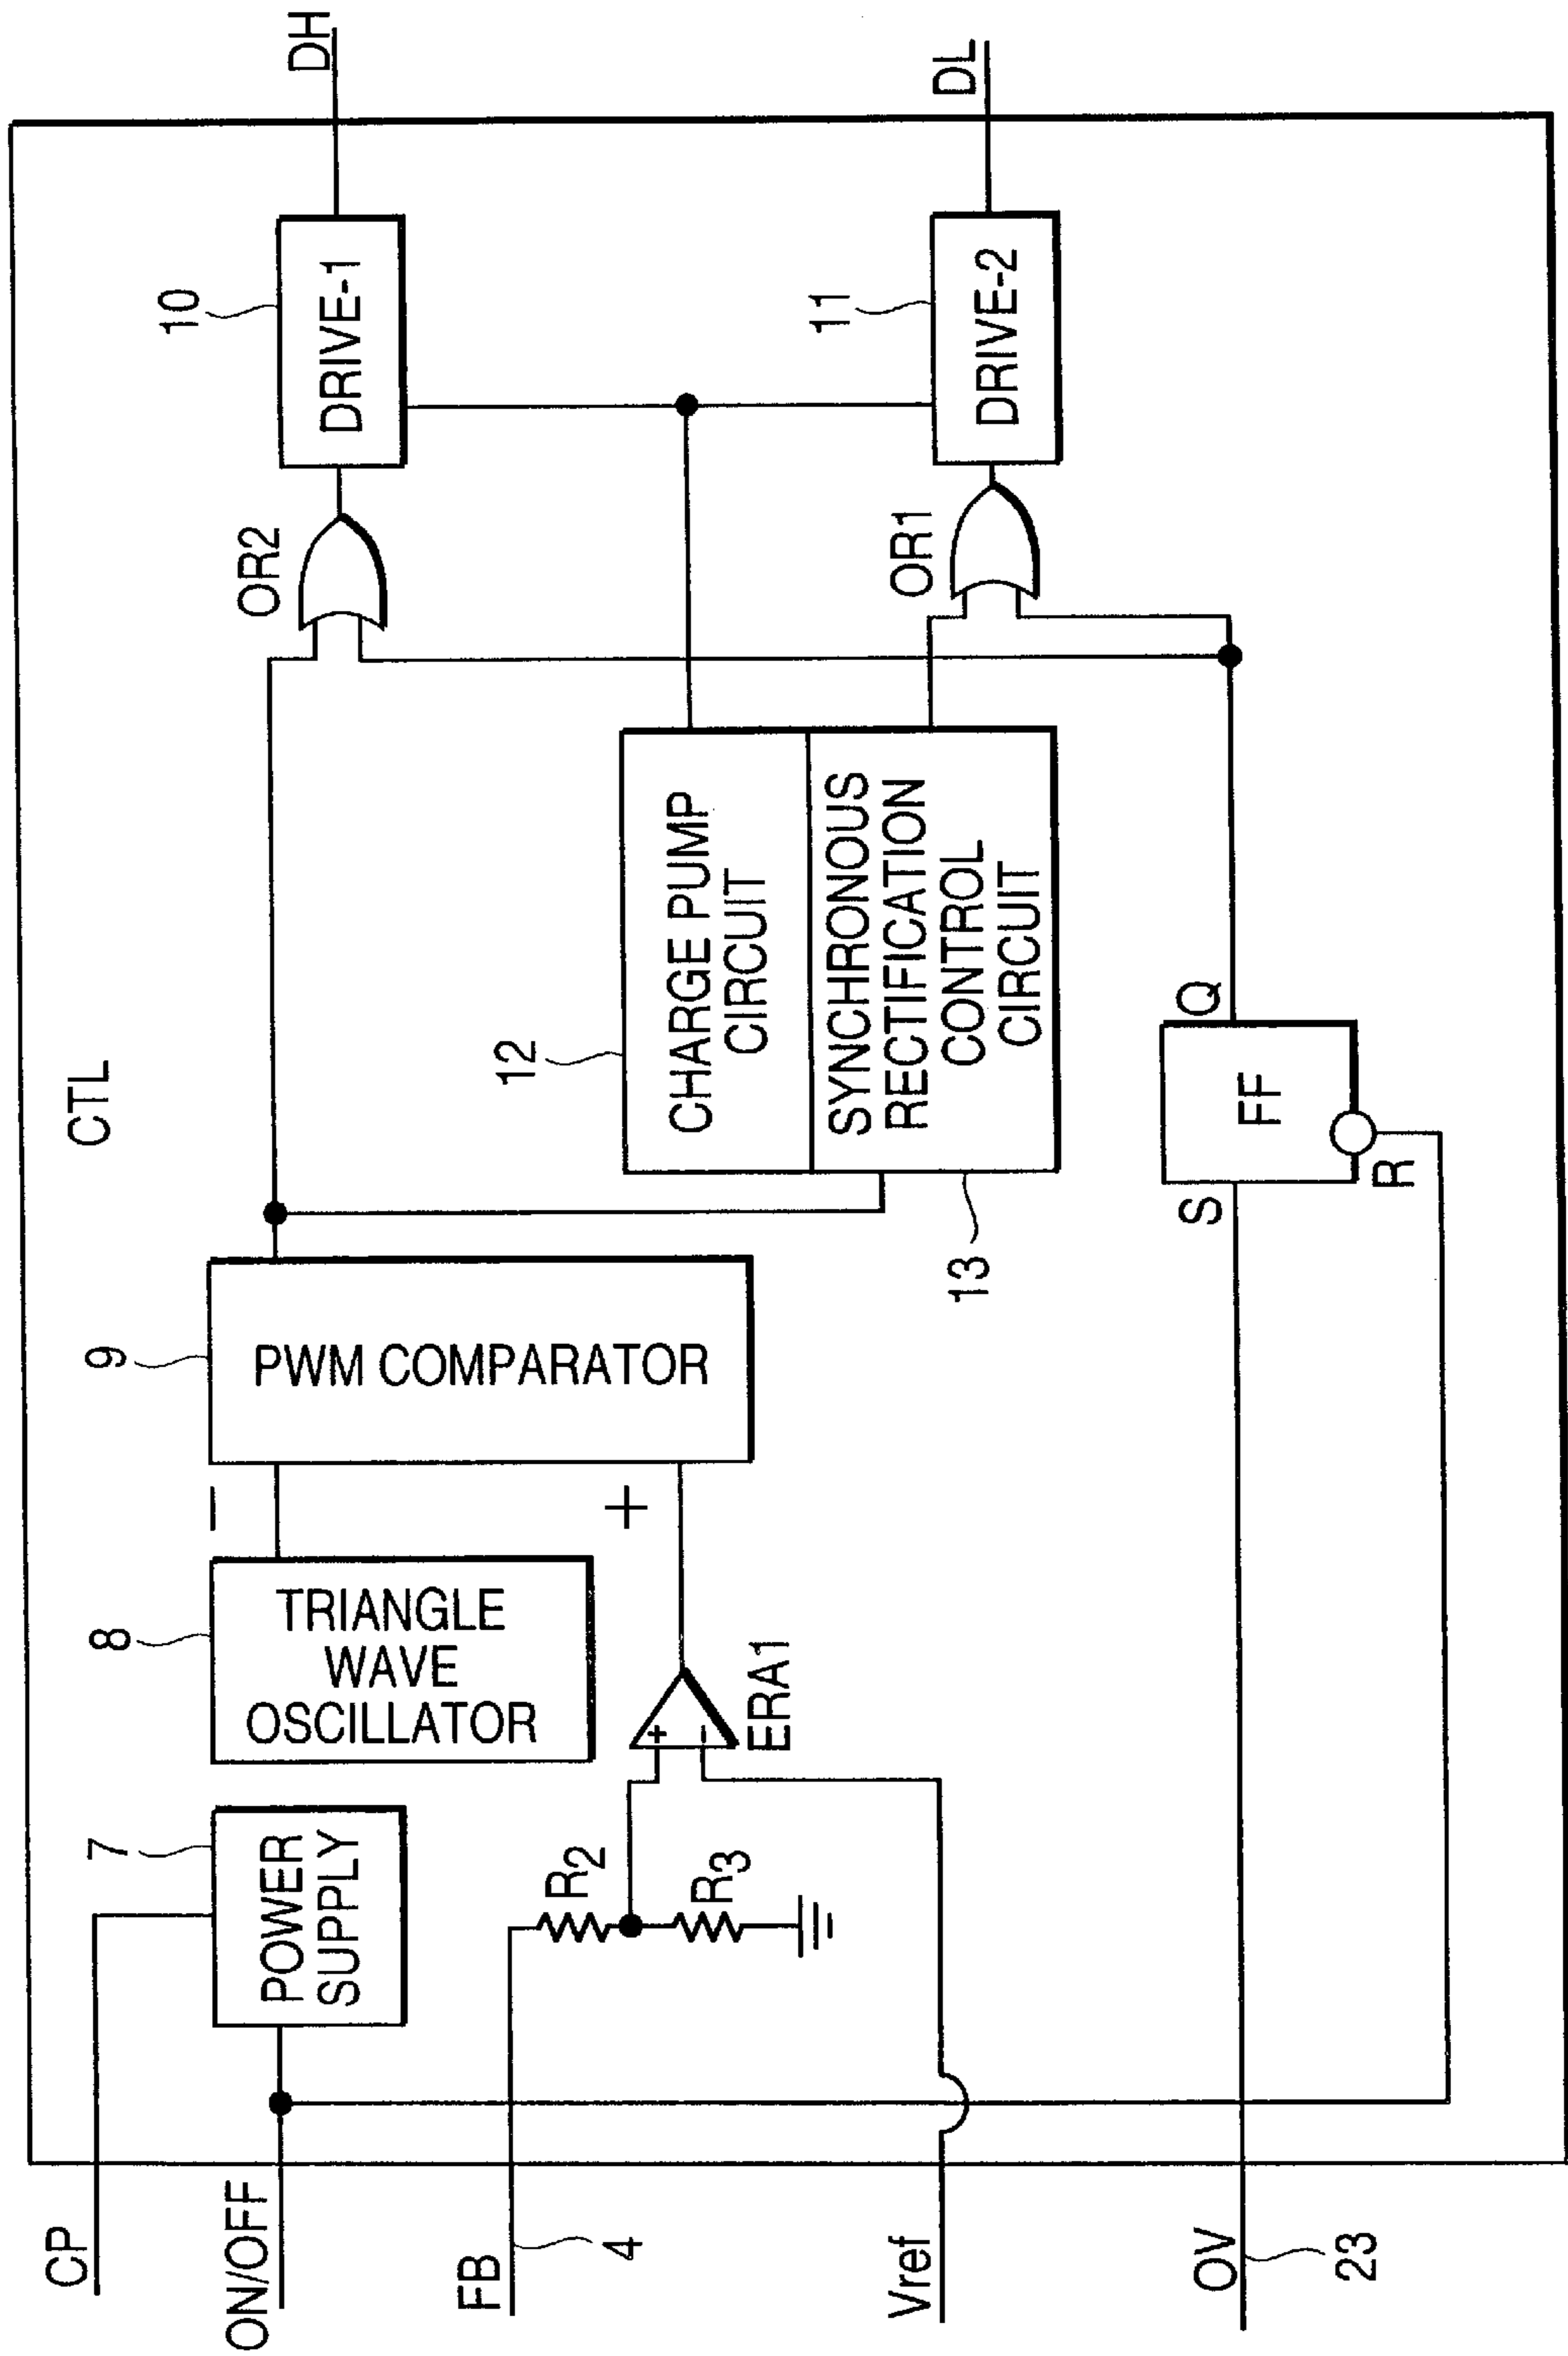 CTL
CP
ON/OFF
FB
4
Vref
OV
23
7
POWER
SUPPLY
8
TRIANGLE
WAVE
OSCILLATOR
R2
R3
+
−
ERA1
−
+
9
PWM COMPARATOR
12
CHARGE PUMP
CIRCUIT
SYNCHRONOUS
RECTIFICATION
CONTROL
CIRCUIT
13
S
FF
Q
R
OR2
OR1
10
DRIVE-1
11
DRIVE-2
DH
DL